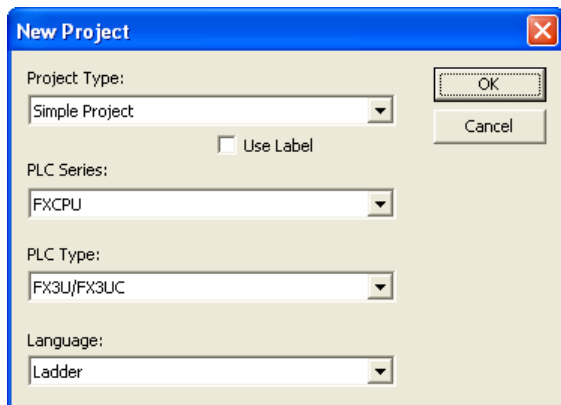 New Project
Project Type:
OK
Simple Project
Cancel
Use Label
PLC Series:
FXCPU
PLC Type:
FX3U/FX3UC
Language:
Ladder